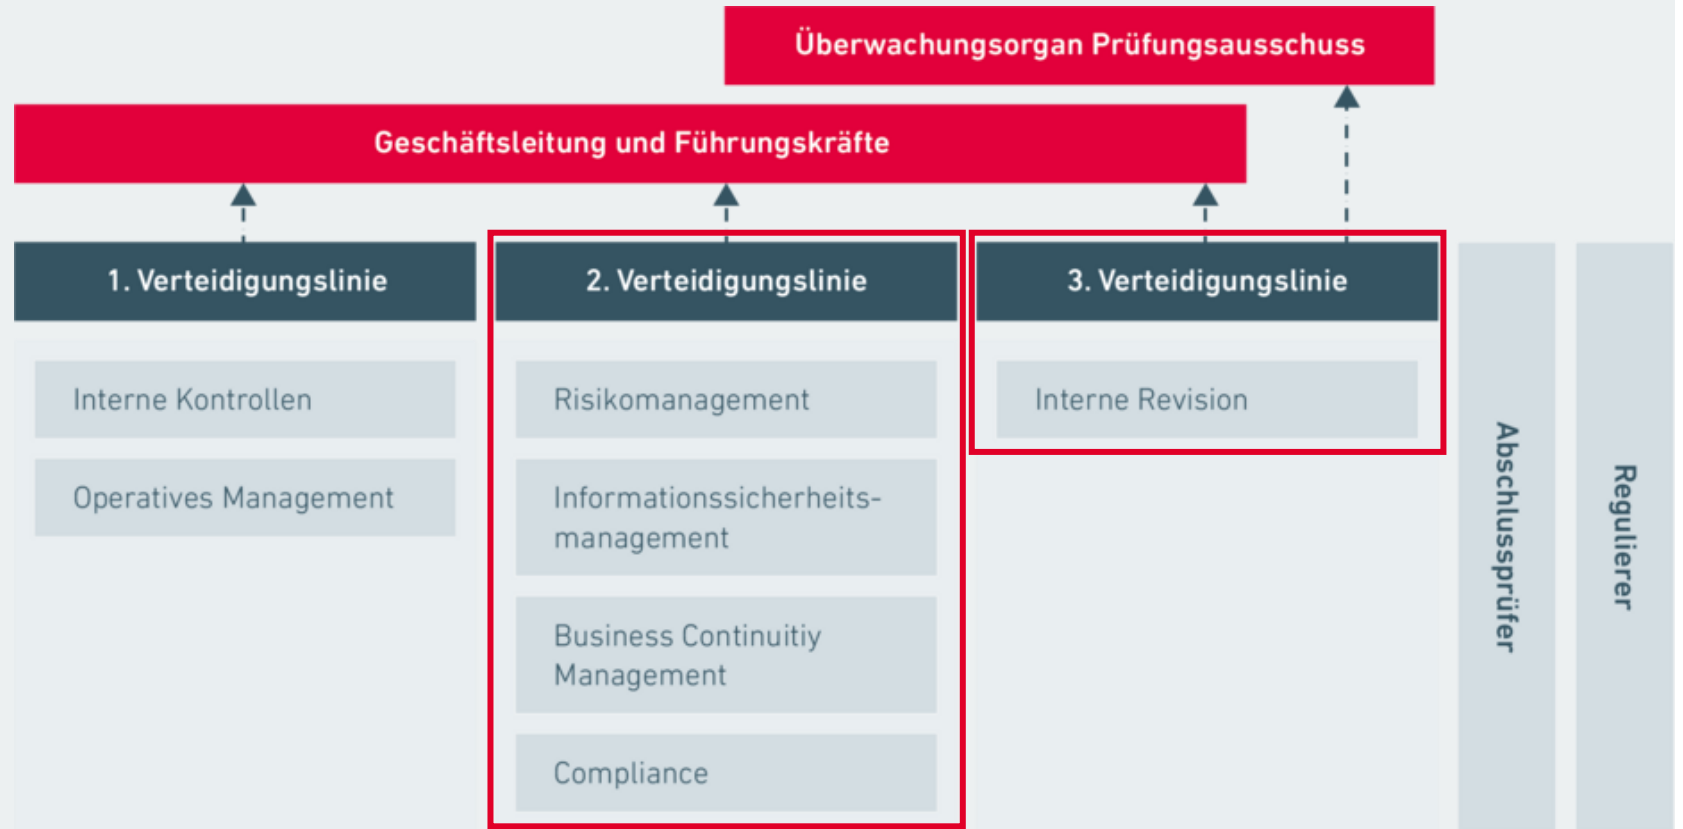 Überwachungsorgan Prüfungsausschuss
Geschäftsleitung und Führungskräfte
1. Verteidigungslinie
Interne Kontrollen
Operatives Management
2. Verteidigungslinie
Risikomanagement
Informationssicherheits-
management
Business Continuitiy
Management
Compliance
3. Verteidigungslinie
Interne Revision
Abschlussprüfer
Regulierer